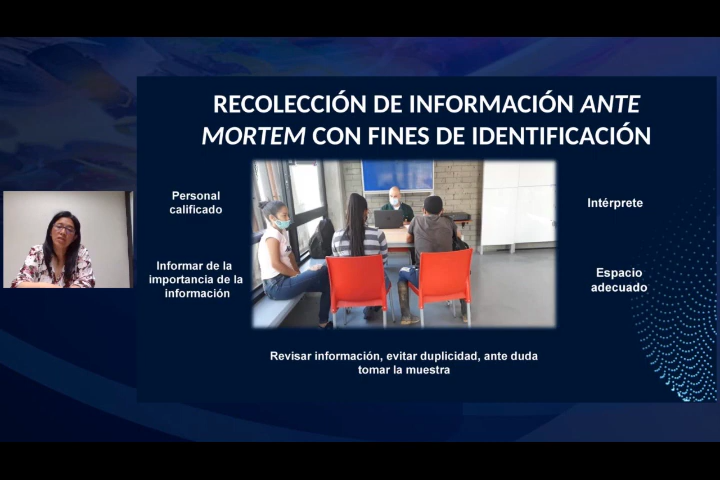 RECOLECCIÓN DE INFORMACIÓN ANTE
MORTEM CON FINES DE IDENTIFICACIÓN
Personal
calificado
Intérprete
Informar de la
importancia de la
información
Espacio
adecuado
Revisar información, evitar duplicidad, ante duda
tomar la muestra